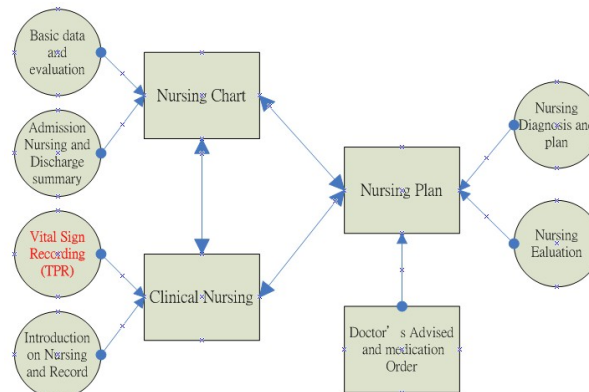 Basic data
and
evaluation
Nursing Chart
Admission
Nursing and
Discharge
summary
Nursing
Diagnosis and
plan
Nursing Plan
Vital Sign
Recording
(TPR)
Nursing
Ealuation
Clinical Nursing
Introduction
on Nursing
and Record
Doctor’s Advised
and medication
Order